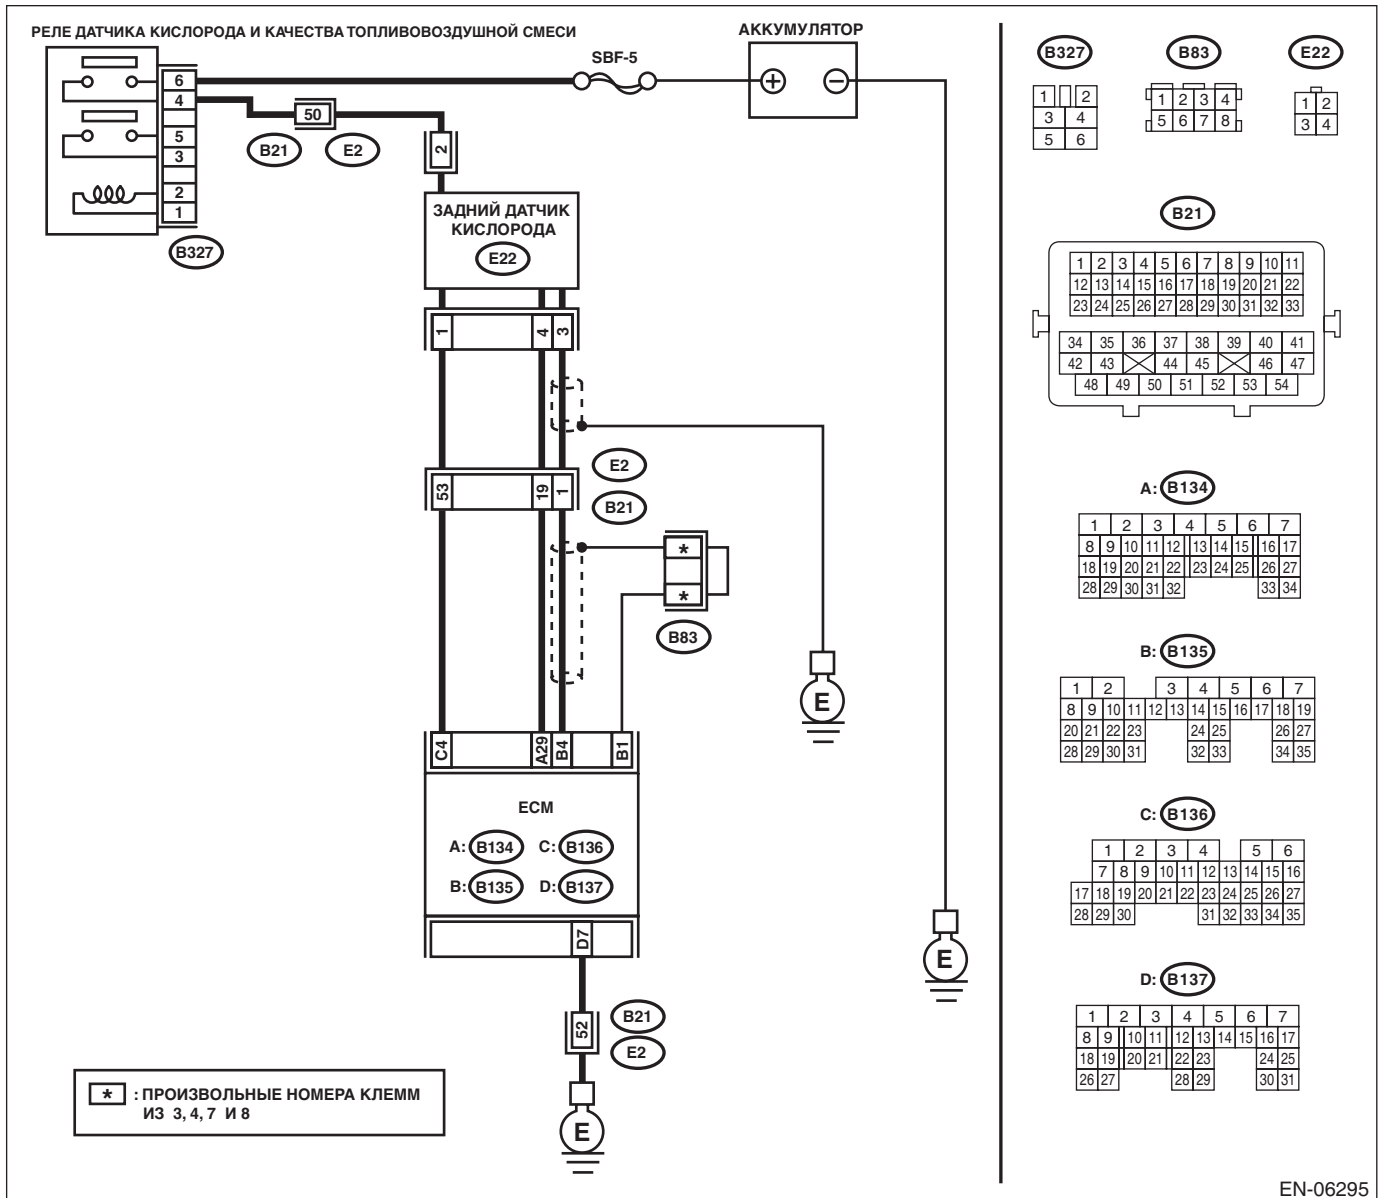 РЕЛЕ ДАТЧИКА КИСЛОРОДА И КАЧЕСТВА ТОПЛИВОВОЗДУШНОЙ СМЕСИ
6
4
5
3
2
1
B327
SBF-5
АККУМУЛЯТОР
+ −
50
B21 E2
2
ЗАДНИЙ ДАТЧИК
КИСЛОРОДА
E22
1 4 3
E2
B21
53 19 1
*
*
B83
E
C4 A29 B4 B1
ECM
A: B134 C: B136
B: B135 D: B137
D7
E
52
B21
E2
E
* : ПРОИЗВОЛЬНЫЕ НОМЕРА КЛЕММ
ИЗ 3, 4, 7 И 8
B327
1 2
3 4
5 6
B83
1 2 3 4
5 6 7 8
E22
1 2
3 4
B21
1 2 3 4 5 6 7 8 9 10 11
12 13 14 15 16 17 18 19 20 21 22
23 24 25 26 27 28 29 30 31 32 33
34 35 36 37 38 39 40 41
42 43 44 45 46 47
48 49 50 51 52 53 54
A: B134
1 2 3 4 5 6 7
8 9 10 11 12 13 14 15 16 17
18 19 20 21 22 23 24 25 26 27
28 29 30 31 32 33 34
B: B135
1 2 3 4 5 6 7
8 9 10 11 12 13 14 15 16 17 18 19
20 21 22 23 24 25 26 27
28 29 30 31 32 33 34 35
C: B136
1 2 3 4 5 6
7 8 9 10 11 12 13 14 15 16
17 18 19 20 21 22 23 24 25 26 27
28 29 30 31 32 33 34 35
D: B137
1 2 3 4 5 6 7
8 9 10 11 12 13 14 15 16 17
18 19 20 21 22 23 24 25
26 27 28 29 30 31
EN-06295